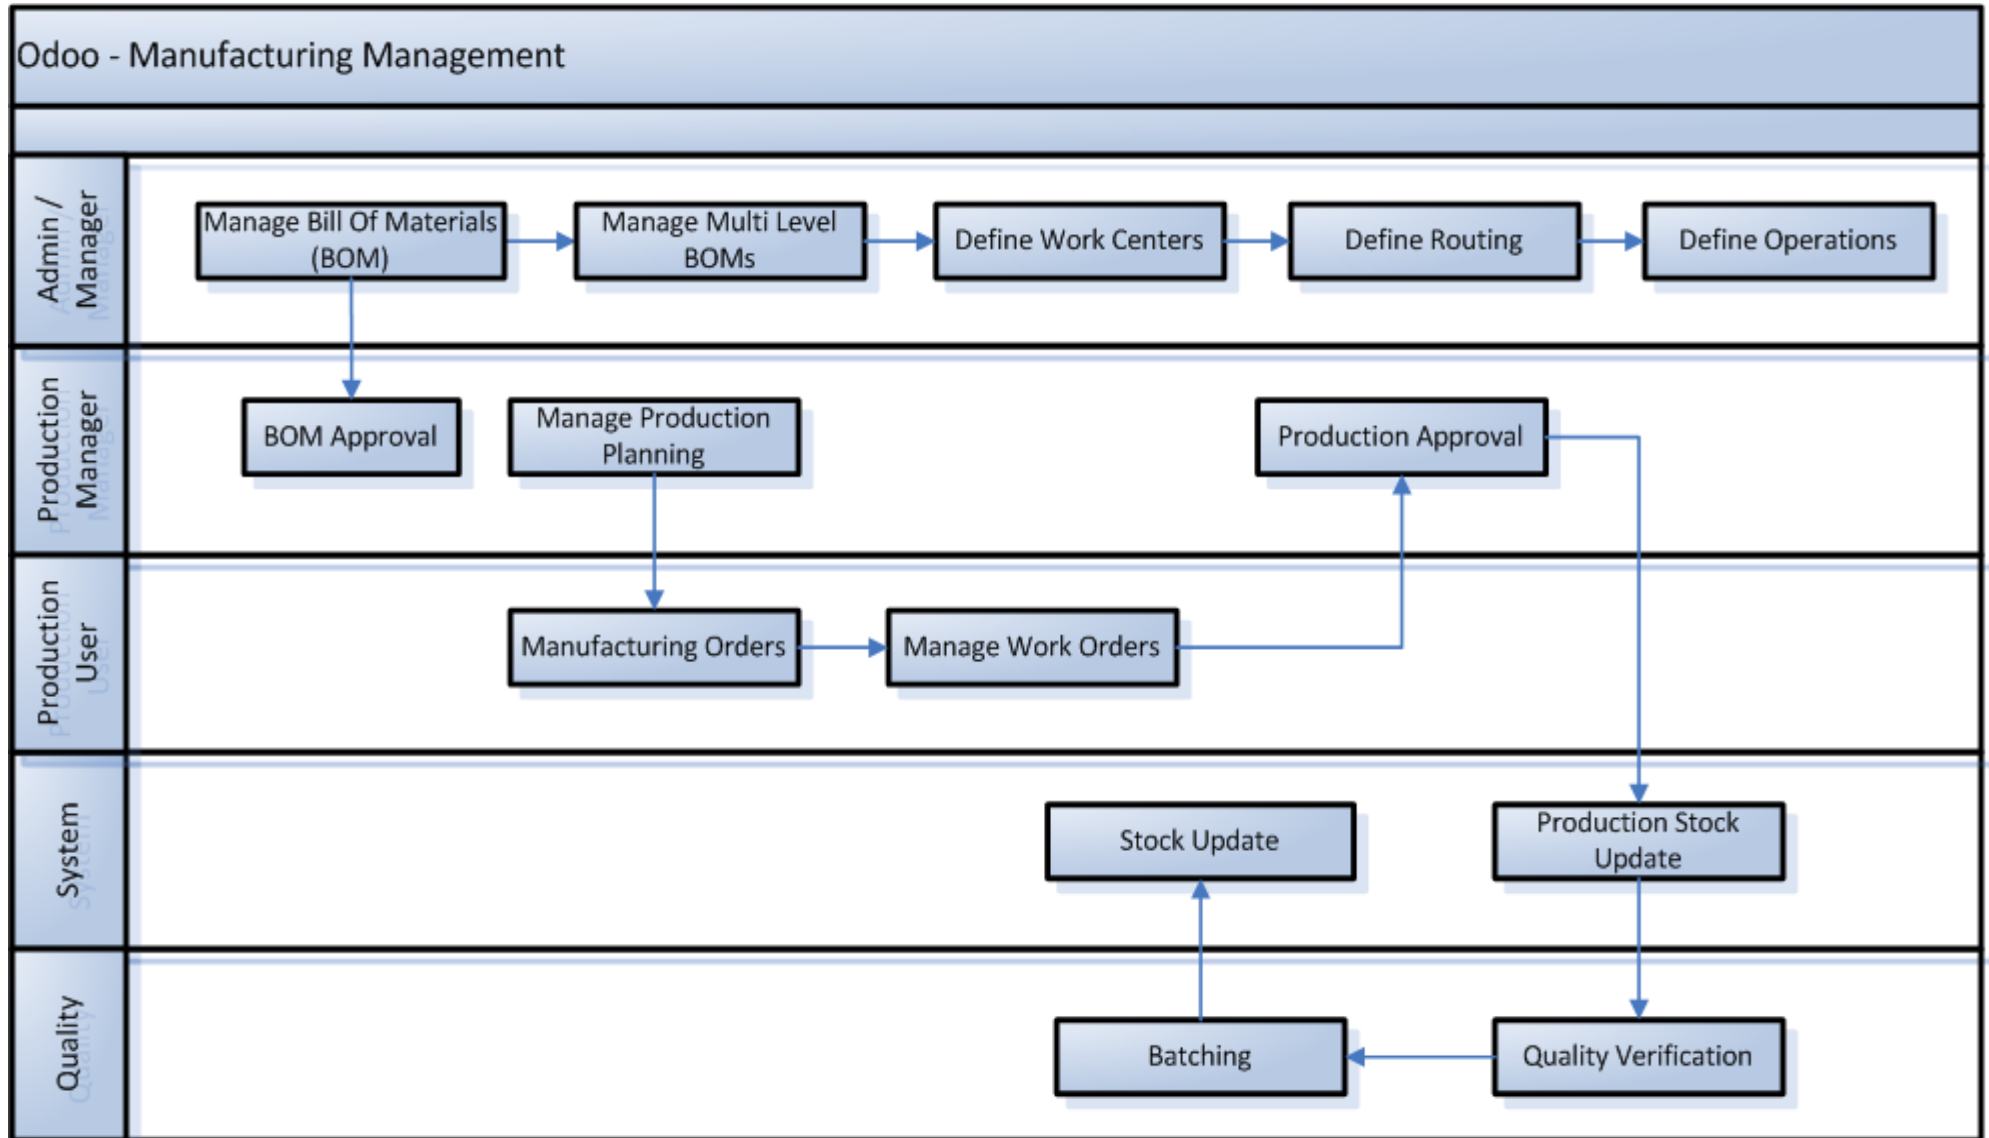 Odoo - Manufacturing Management
Admin /
Manager
Manage Bill Of Materials
(BOM)
Manage Multi Level
BOMs
Define Work Centers
Define Routing
Define Operations
Production
Manager
BOM Approval
Manage Production
Planning
Production Approval
Production
User
Manufacturing Orders
Manage Work Orders
System
Stock Update
Production Stock
Update
Quality
Batching
Quality Verification